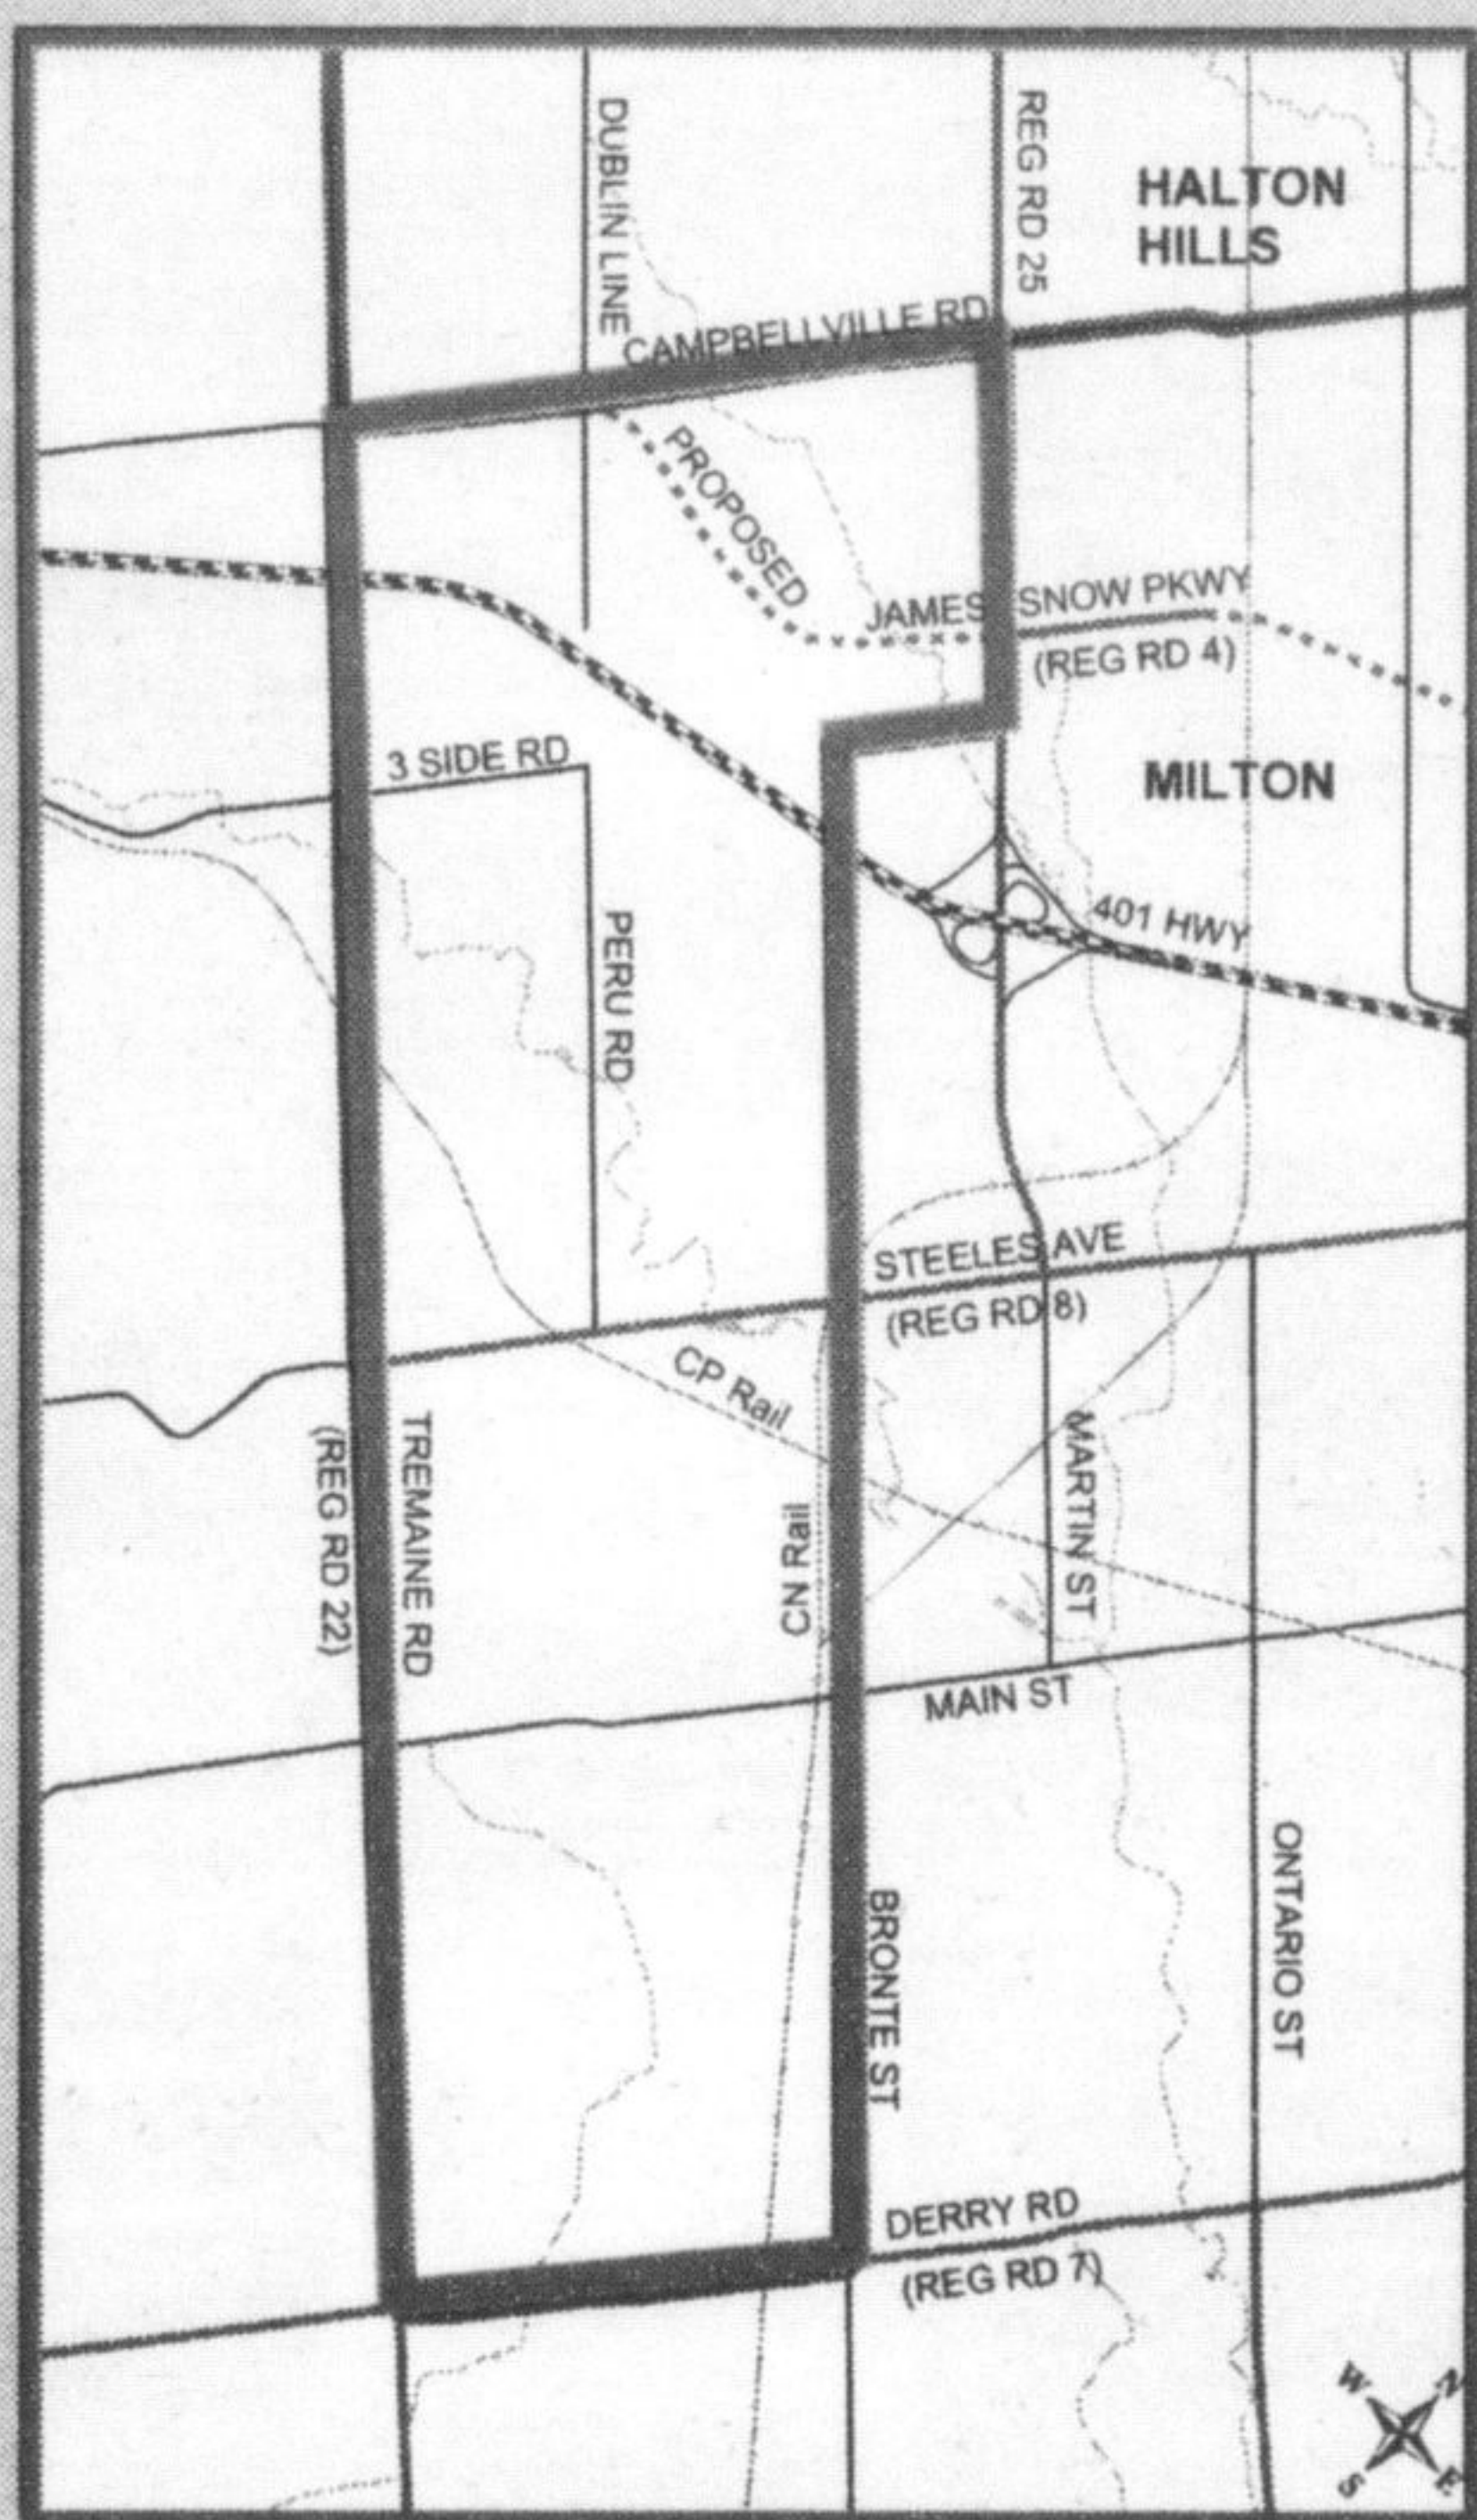 DUBLIN LINE
REG RD 25
HALTON
HILLS
CAMPBELLVILLE RD
PROPOSED
JAMES SNOW PKWY
(REG RD 4)
3 SIDE RD
MILTON
PERU RD
401 HWY
STEELES AVE
(REG RD 8)
CP Rail
(REG RD 22)
TREMAINE RD
CN Rail
MARTIN ST
MAIN ST
BRONTE ST
ONTARIO ST
DERRY RD
(REG RD 7)
W N
S E